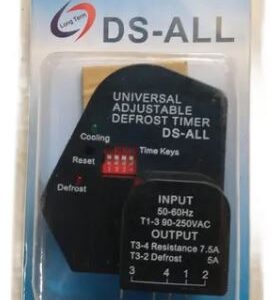 Long Term
DS-ALL
UNIVERSAL
ADJUSTABLE
DEFROST TIMER
DS-ALL
Cooling
Time Keys
Reset
Defrost
INPUT
50-60Hz
T1-3 90-250VAC
OUTPUT
T3-4 Resistance 7.5A
T3-2 Defrost 5A
3 4 1 2